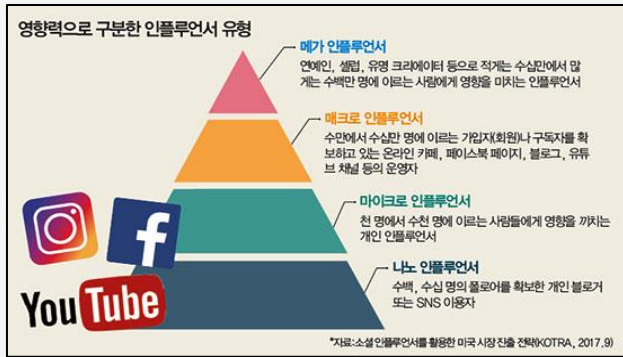 영향력으로 구분한 인플루언서 유형
메가 인플루언서
연예인, 셀럽, 유명 크리에이터 등으로 적게는 수십만에서 많
게는 수백만 명에 이르는 사람에게 영향을 미치는 인플루언서
매크로 인플루언서
수만에서 수십만 명에 이르는 가입자(회원)나 구독자를 확
보하고 있는 온라인 카페, 페이스북 페이지, 블로그, 유튜
브 채널 등의 운영자
마이크로 인플루언서
천 명에서 수천 명에 이르는 사람들에게 영향을 끼치는
개인 인플루언서
나노 인플루언서
수백, 수십 명의 폴로어를 확보한 개인 블로거
또는 SNS 이용자
YouTube
*자료:소셜 인플루언서를 활용한 미국 시장 진출 전략(KOTRA, 2017.9)